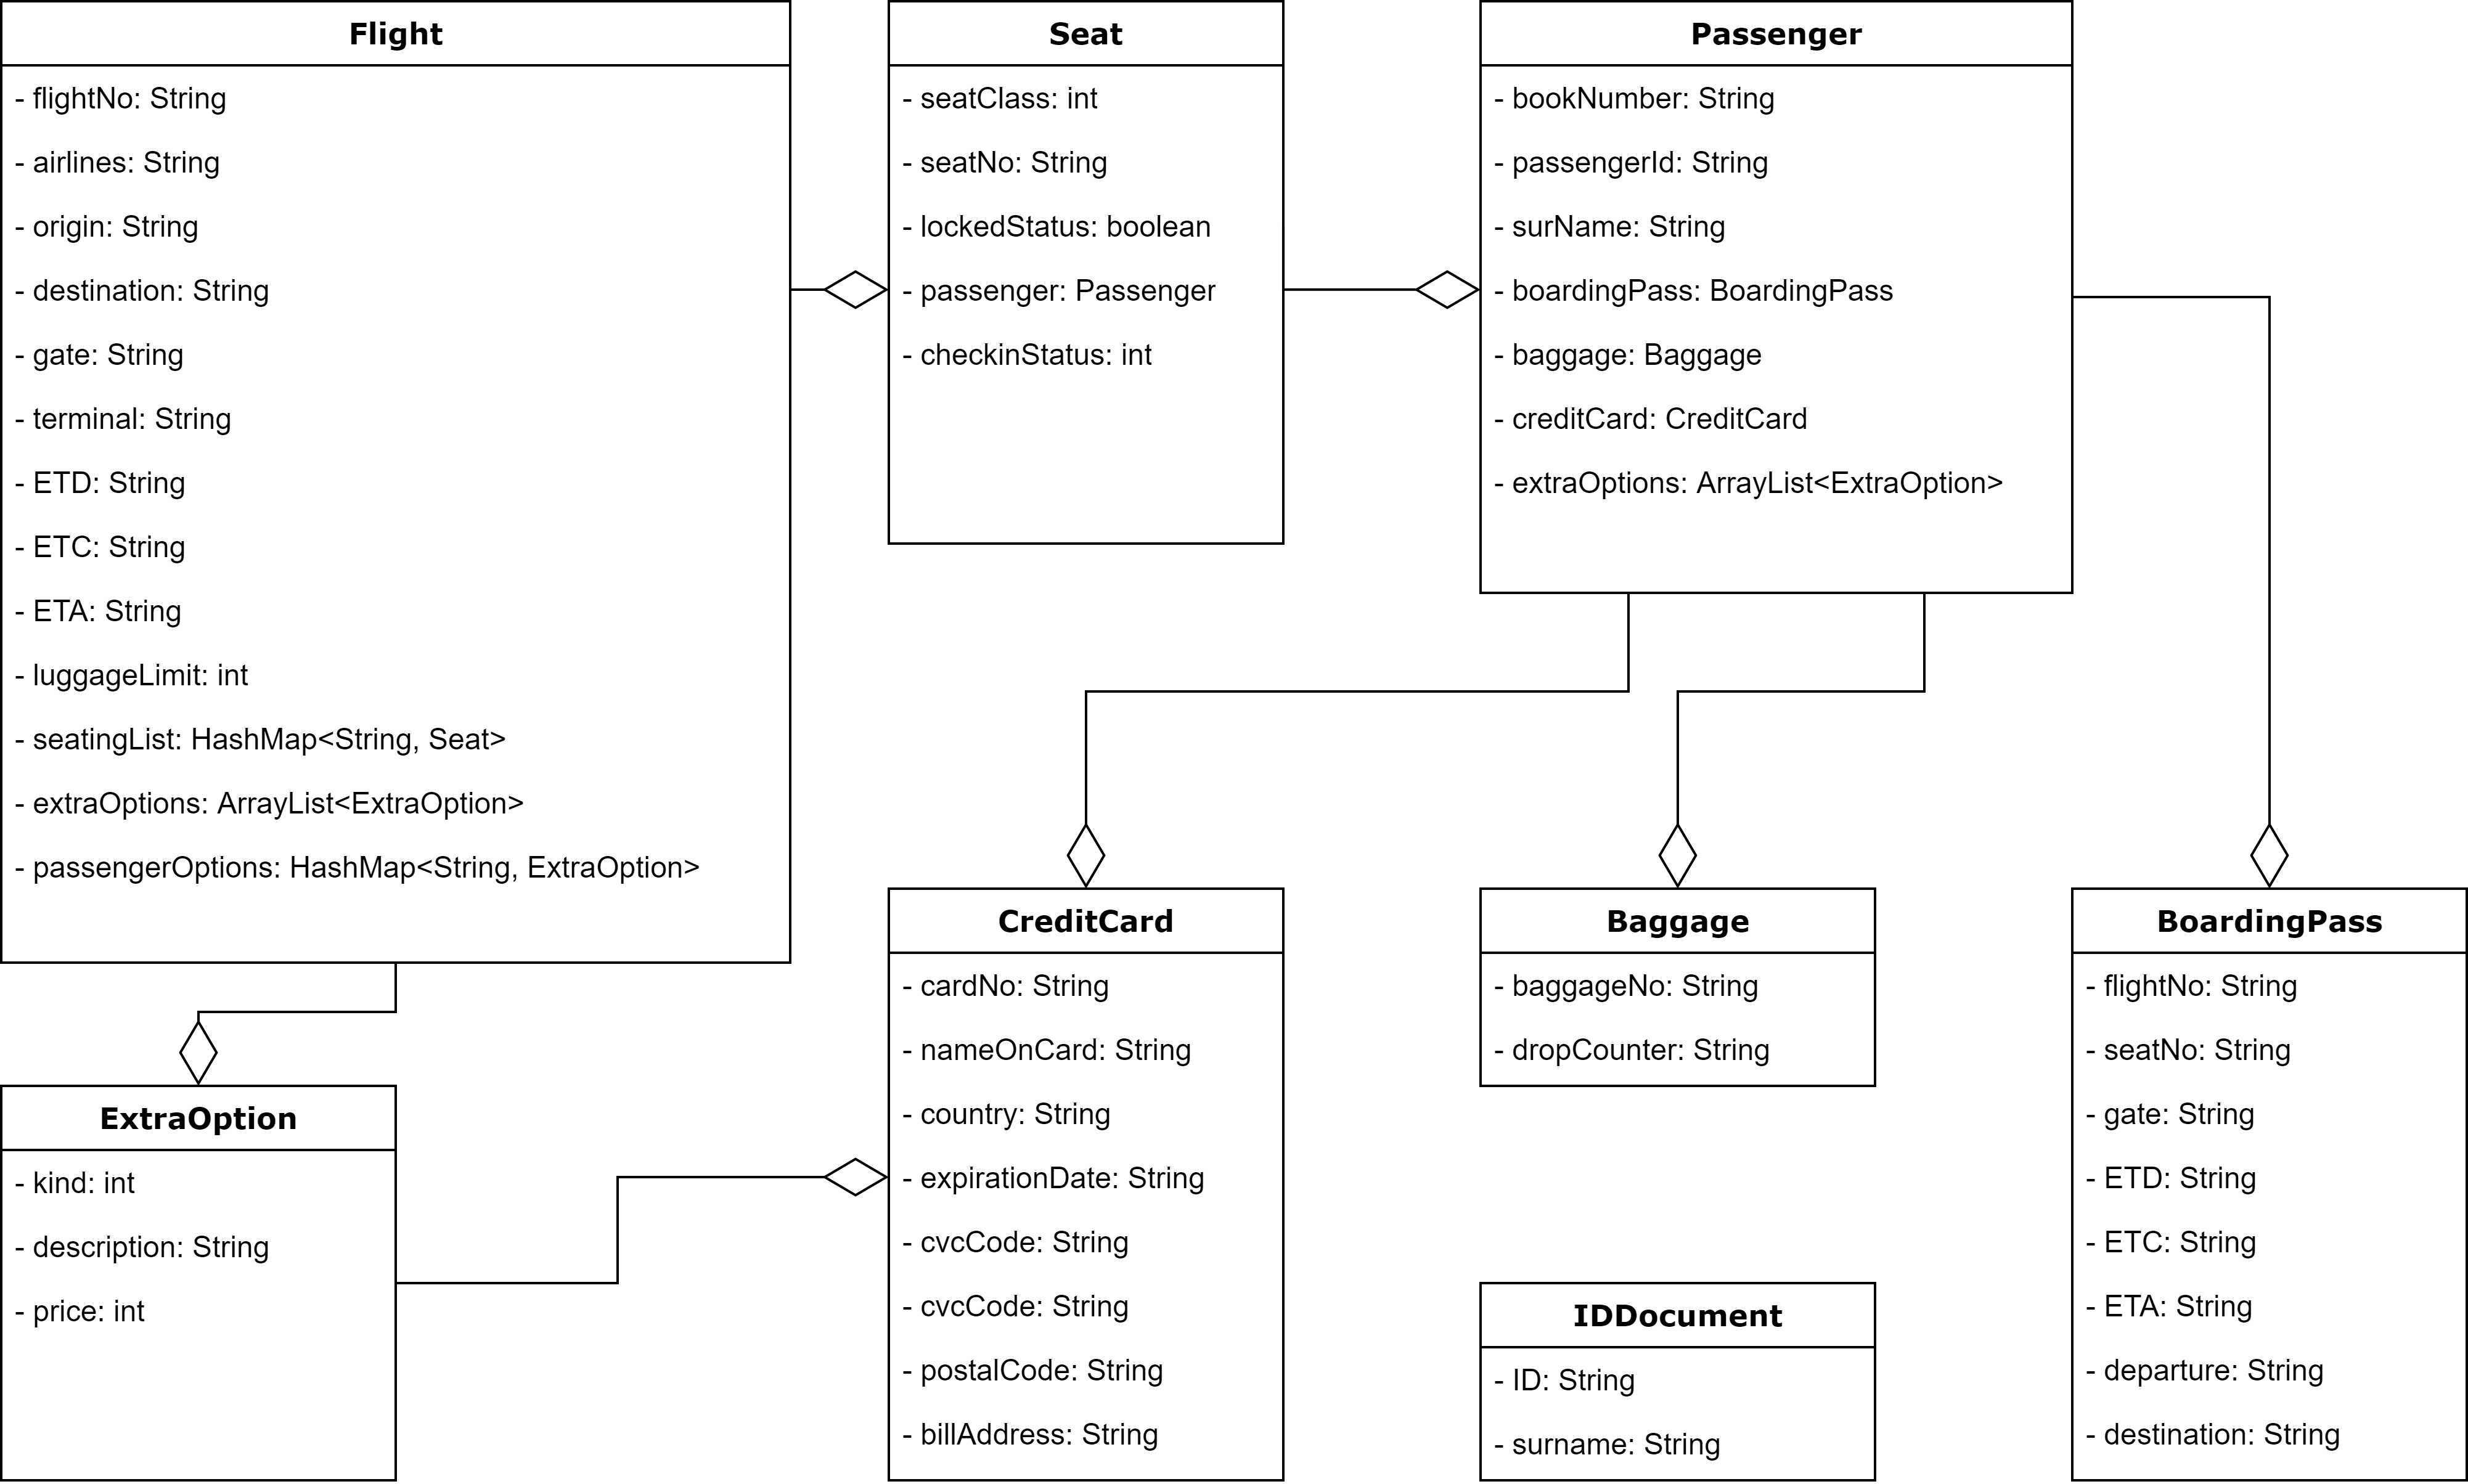 Flight
- flightNo: String
- airlines: String
- origin: String
- destination: String
- gate: String
- terminal: String
- ETD: String
- ETC: String
- ETA: String
- luggageLimit: int
- seatingList: HashMap<String, Seat>
- extraOptions: ArrayList<ExtraOption>
- passengerOptions: HashMap<String, ExtraOption>
Seat
- seatClass: int
- seatNo: String
- lockedStatus: boolean
- passenger: Passenger
- checkinStatus: int
Passenger
- bookNumber: String
- passengerId: String
- surName: String
- boardingPass: BoardingPass
- baggage: Baggage
- creditCard: CreditCard
- extraOptions: ArrayList<ExtraOption>
ExtraOption
- kind: int
- description: String
- price: int
CreditCard
- cardNo: String
- nameOnCard: String
- country: String
- expirationDate: String
- cvcCode: String
- cvcCode: String
- postalCode: String
- billAddress: String
Baggage
- baggageNo: String
- dropCounter: String
IDDocument
- ID: String
- surname: String
BoardingPass
- flightNo: String
- seatNo: String
- gate: String
- ETD: String
- ETC: String
- ETA: String
- departure: String
- destination: String